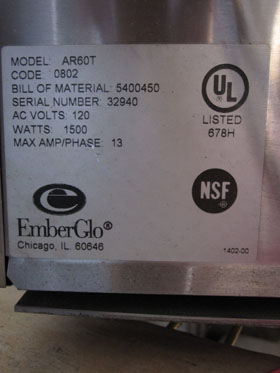 MODEL: AR60T
CODE: 0802
BILL OF MATERIAL: 5400450
SERIAL NUMBER: 32940
AC VOLTS: 120
WATTS: 1500
MAX AMP/PHASE: 13
UL
LISTED
678H
NSF
e
EmberGlo®
Chicago, IL. 60646
1402-00